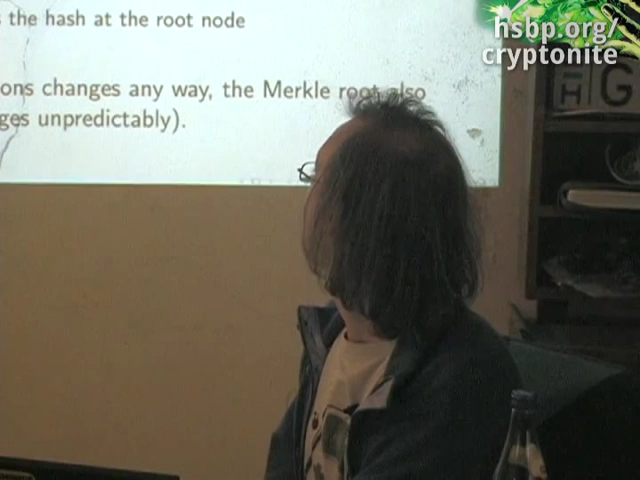 the hash at the root node
hsbp.org/
cryptonite
ons changes any way, the Merkle root also
ges unpredictably).
H G